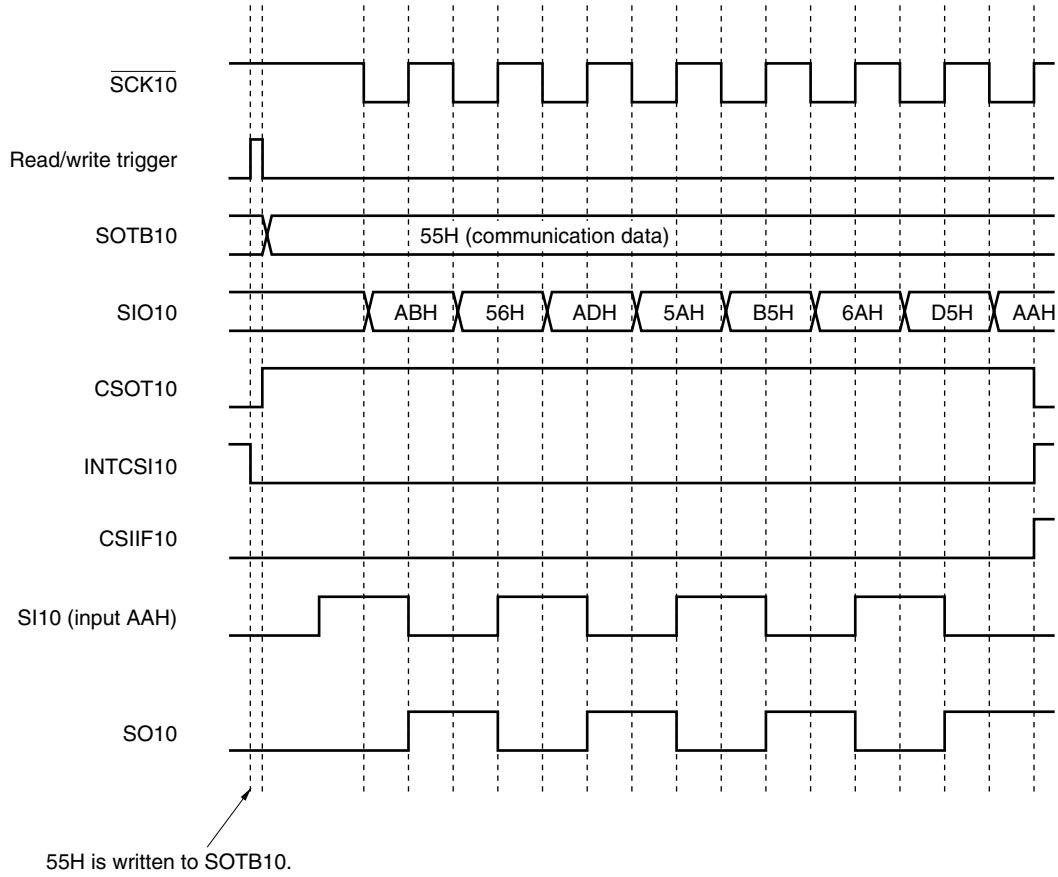 SCK10
Read/write trigger
SOTB10
55H (communication data)
SIO10
ABH 56H ADH 5AH B5H 6AH D5H AAH
CSOT10
INTCSI10
CSIIF10
SI10 (input AAH)
SO10
55H is written to SOTB10.